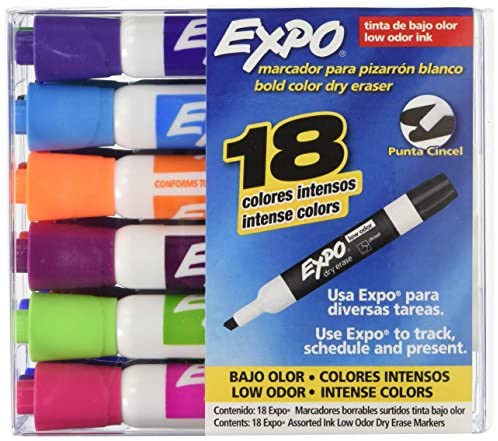 EXPO®
tinta de bajo olor
low odor ink
marcador para pizarrón blanco
bold color dry eraser
18
colores intensos
intense colors
Punta Cincel
EXPO low odor
dry erase chisel
Usa Expo® para
diversas tareas.
Use Expo® to track,
schedule and present.
BAJO OLOR • COLORES INTENSOS
LOW ODOR • INTENSE COLORS
Contenido: 18 Expo® Marcadores borrables surtidos tinta bajo olor
Contents: 18 Expo® Assorted Ink Low Odor Dry Erase Markers
CONFORMS TO